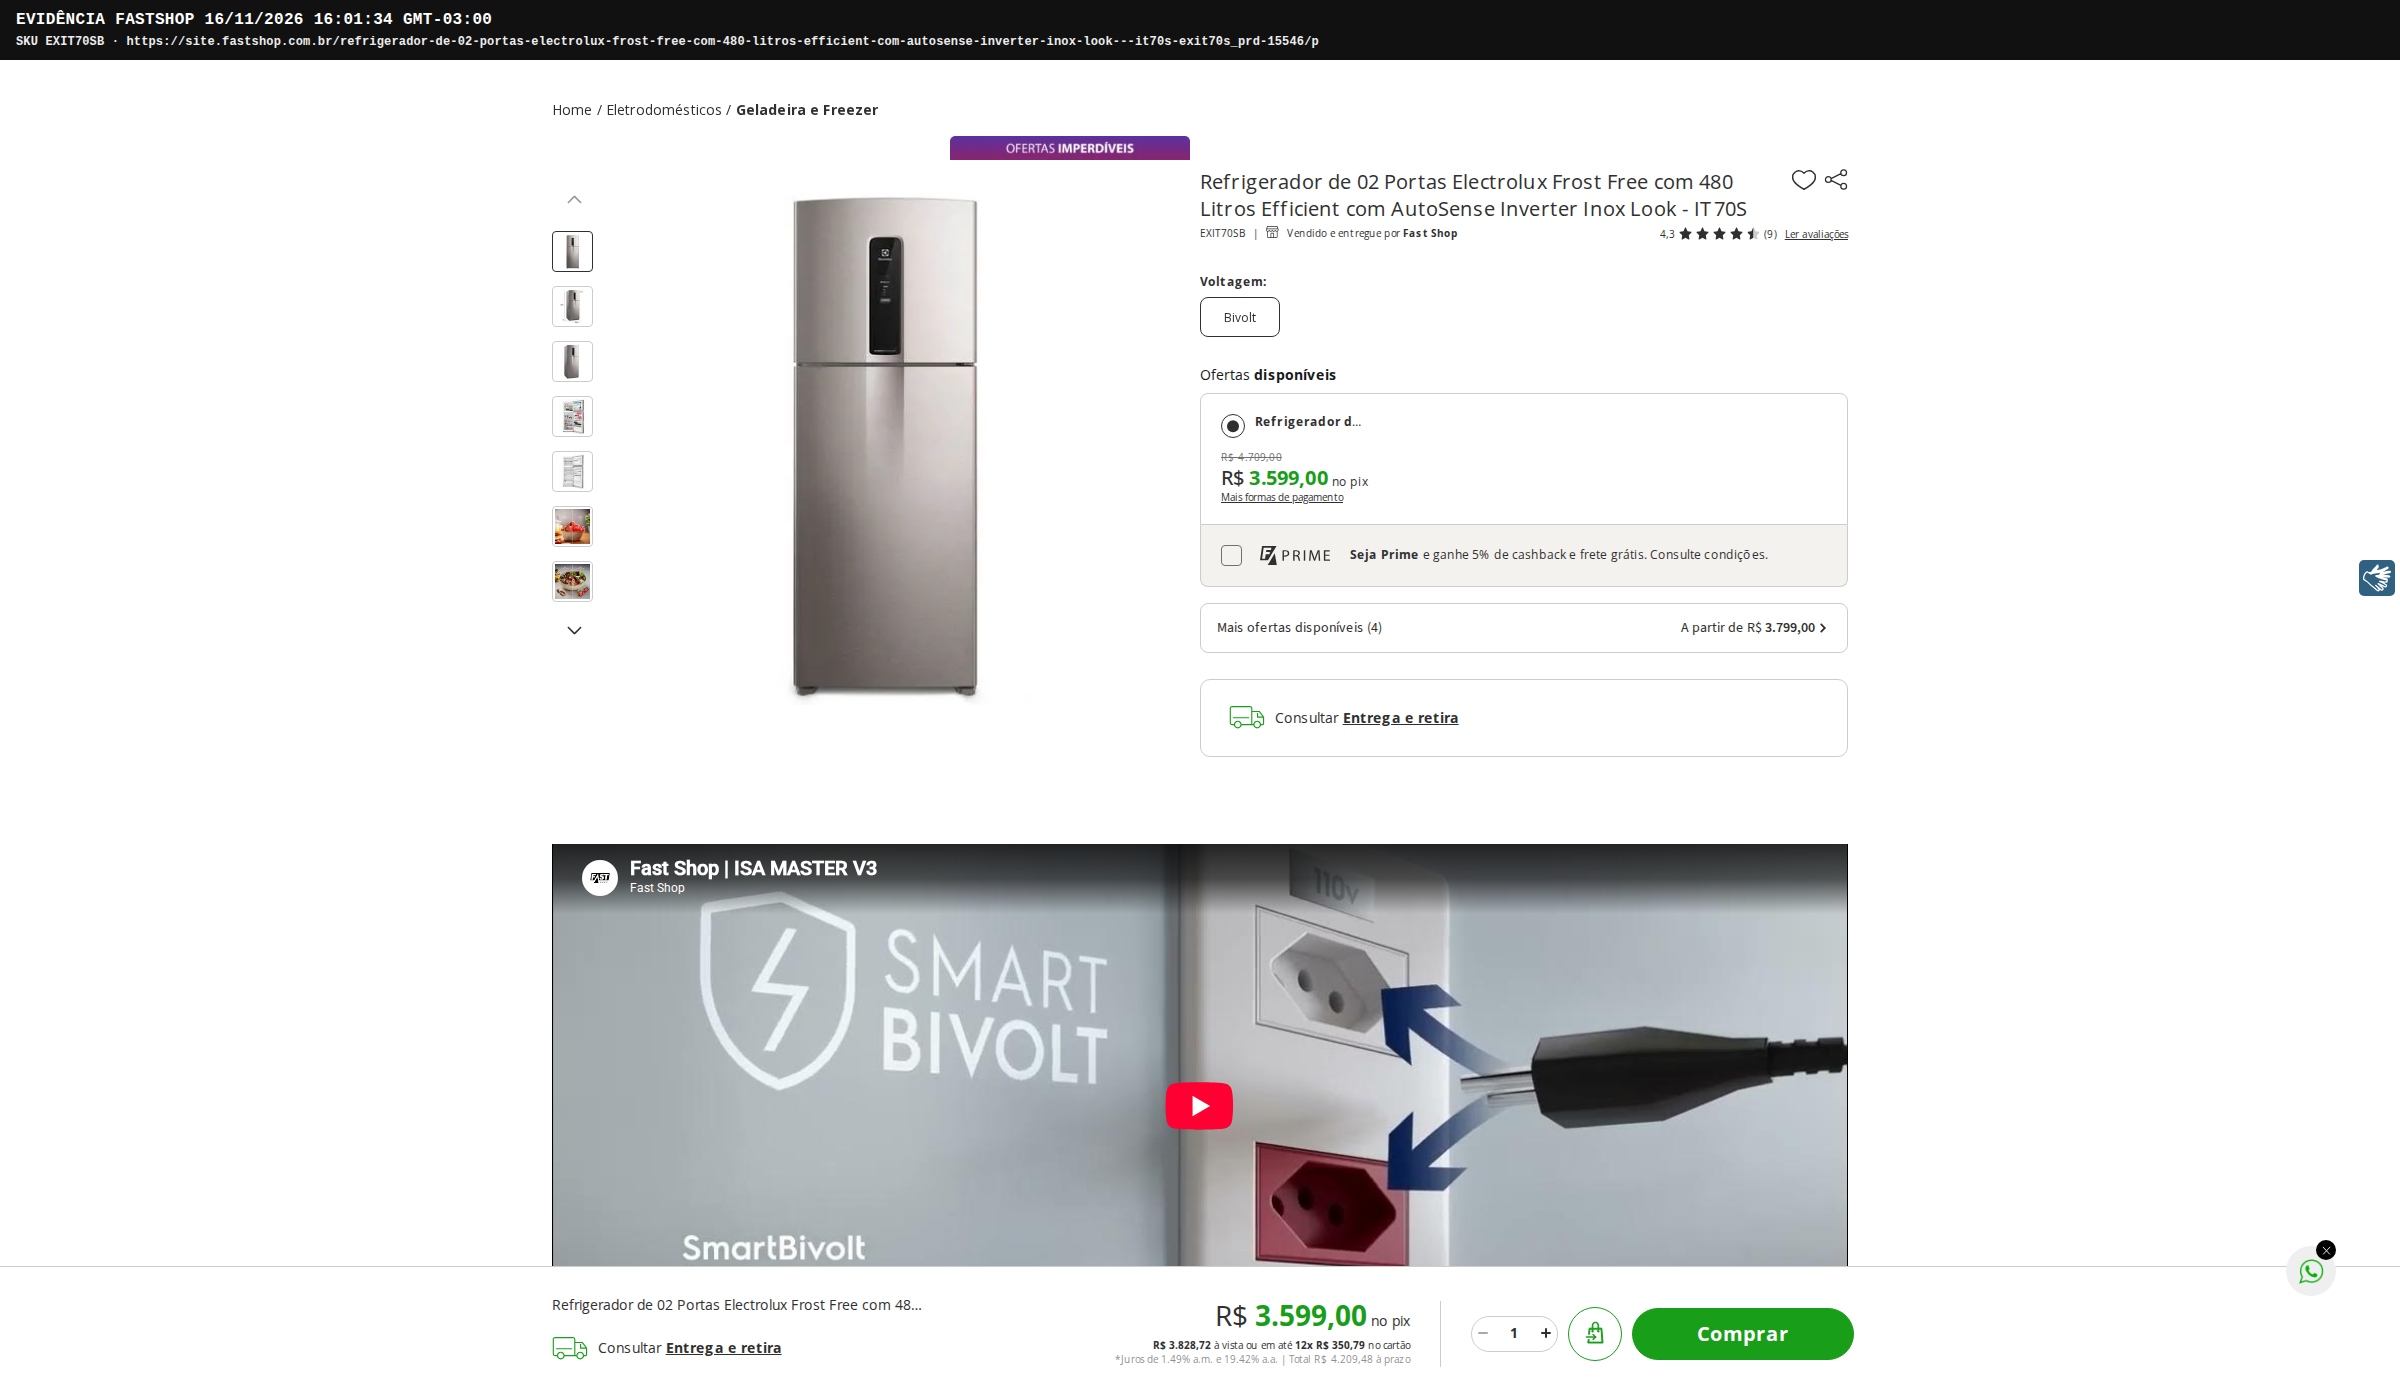 EVIDÊNCIA FASTSHOP 16/11/2026 16:01:34 GMT-03:00
SKU EXIT70SB · https://site.fastshop.com.br/refrigerador-de-02-portas-electrolux-frost-free-com-480-litros-efficient-com-autosense-inverter-inox-look---it70s-exit70s_prd-15546/p
Home / Eletrodomésticos / Geladeira e Freezer
OFERTAS IMPERDÍVEIS
Refrigerador de 02 Portas Electrolux Frost Free com 480
Litros Efficient com AutoSense Inverter Inox Look - IT70S
EXIT70SB | Vendido e entregue por Fast Shop
4,3 (9) Ler avaliações
Voltagem:
Bivolt
Ofertas disponíveis
Refrigerador d...
R$ 4.709,00
R$ 3.599,00 no pix
Mais formas de pagamento
PRIME Seja Prime e ganhe 5% de cashback e frete grátis. Consulte condições.
Mais ofertas disponíveis (4)
A partir de R$ 3.799,00
Consultar Entrega e retira
Fast Shop | ISA MASTER V3
Fast Shop
FAST
110v
SMART
BIVOLT
SmartBivolt
Refrigerador de 02 Portas Electrolux Frost Free com 48...
Consultar Entrega e retira
R$ 3.599,00 no pix
R$ 3.828,72 à vista ou em até 12x R$ 350,79 no cartão
*Juros de 1.49% a.m. e 19.42% a.a. | Total R$ 4.209,48 à prazo
1
Comprar